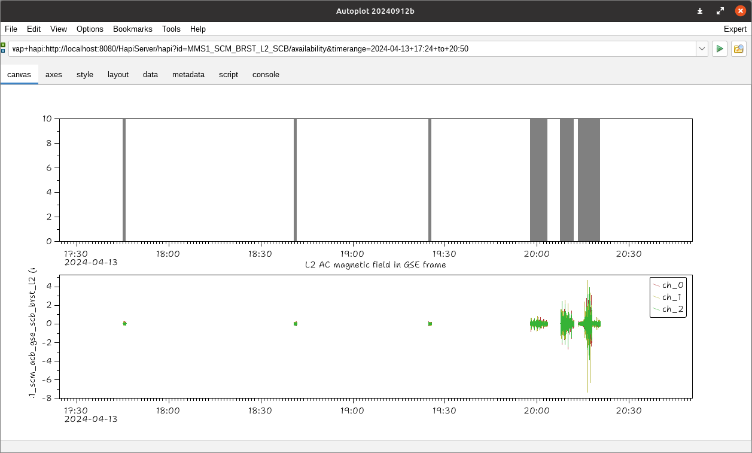 Autoplot 20240912b
File Edit View Options Bookmarks Tools Help Expert
vap+hapi:http://localhost:8080/HapiServer/hapi?id=MMS1_SCM_BRST_L2_SCB/availability&timerange=2024-04-13+17:24+to+20:50
canvas axes style layout data metadata script console
10
8
6
4
2
0
17:30 18:00 18:30 19:00 19:30 20:00 20:30
2024-04-13
L2 AC magnetic field in GSE frame
.1_scm_acb_gse_scb_brst_l2 (
4
2
0
-2
-4
-6
-8
ch_0
ch_1
ch_2
17:30 18:00 18:30 19:00 19:30 20:00 20:30
2024-04-13